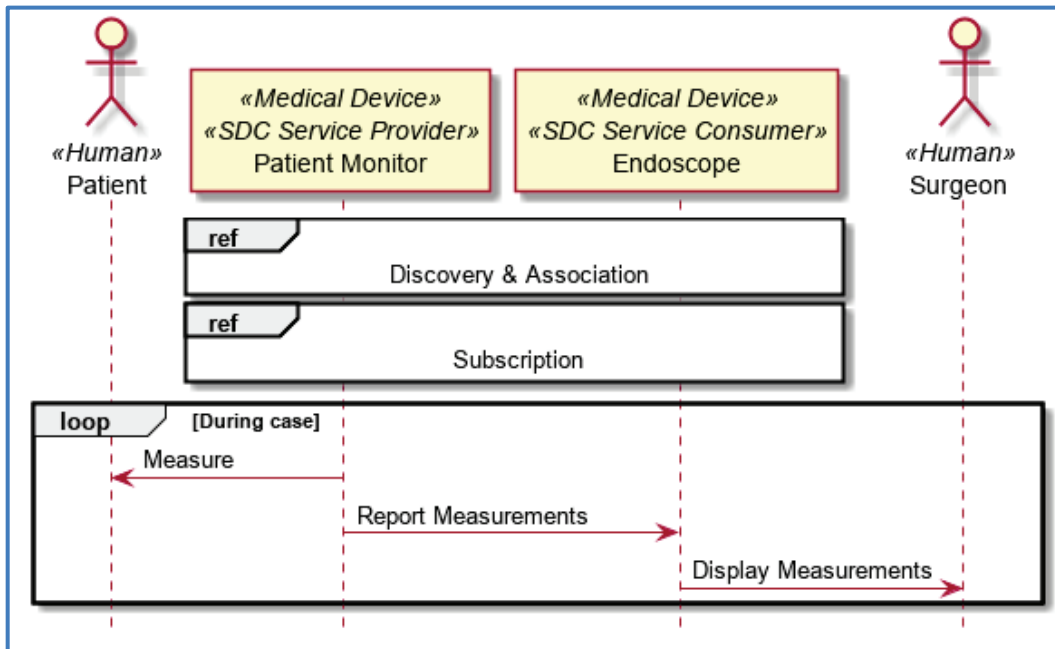 «Human»
Patient
«Medical Device»
«SDC Service Provider»
Patient Monitor
«Medical Device»
«SDC Service Consumer»
Endoscope
«Human»
Surgeon
ref
Discovery & Association
ref
Subscription
loop [During case]
Measure
Report Measurements
Display Measurements